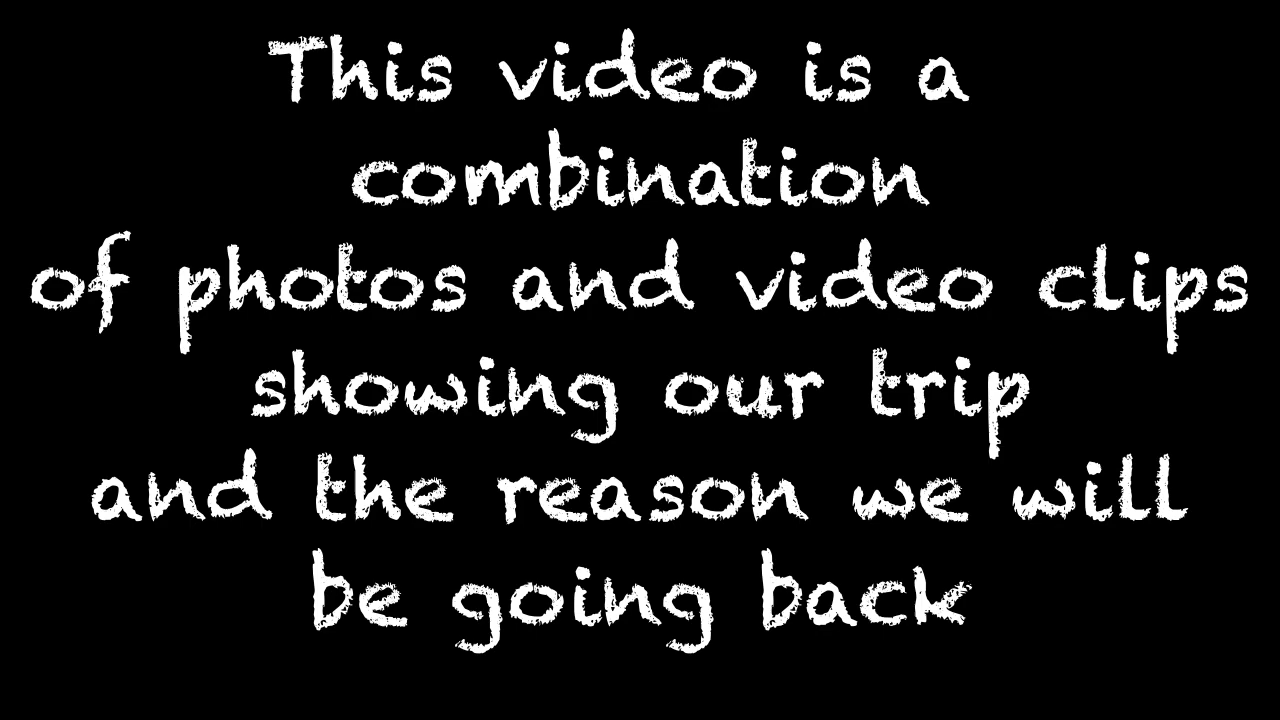 This video is a
combination
of photos and video clips
showing our trip
and the reason we will
be going back